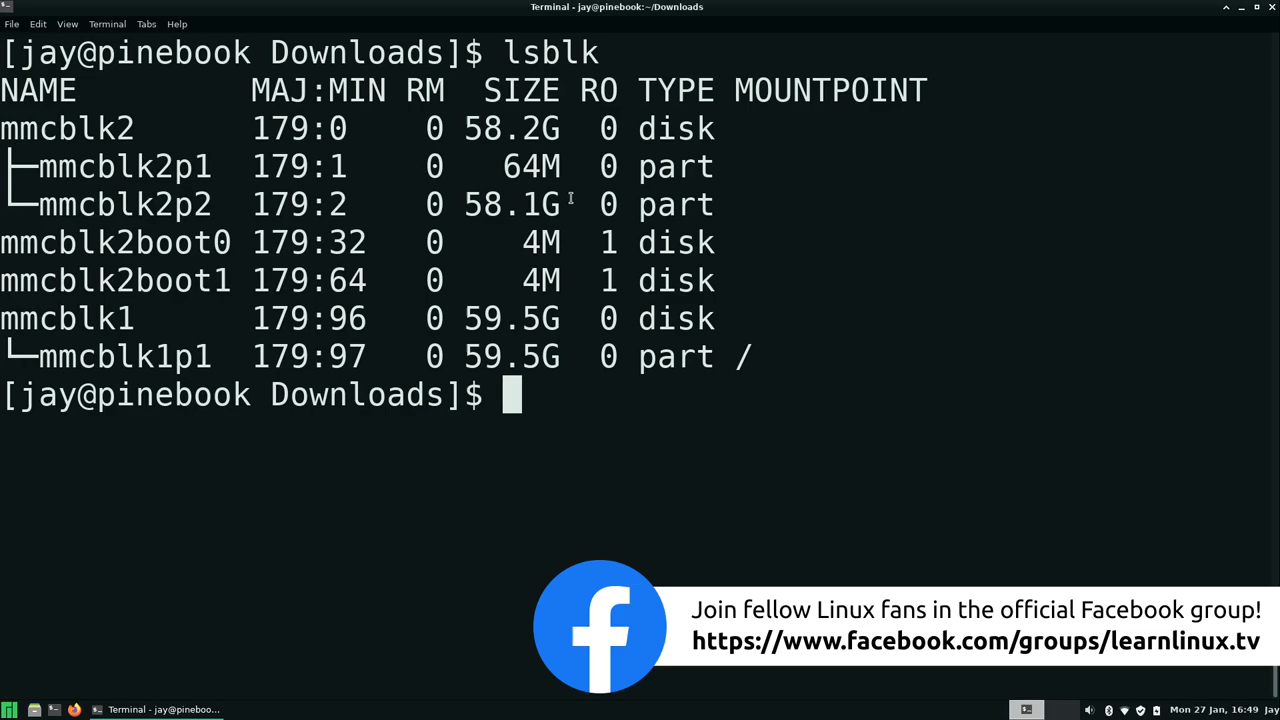 Terminal - jay@pinebook:~/Downloads
File Edit View Terminal Tabs Help
[jay@pinebook Downloads]$ lsblk
NAME MAJ:MIN RM SIZE RO TYPE MOUNTPOINT
mmcblk2 179:0 0 58.2G 0 disk
├─mmcblk2p1 179:1 0 64M 0 part
└─mmcblk2p2 179:2 0 58.1G 0 part
mmcblk2boot0 179:32 0 4M 1 disk
mmcblk2boot1 179:64 0 4M 1 disk
mmcblk1 179:96 0 59.5G 0 disk
└─mmcblk1p1 179:97 0 59.5G 0 part /
[jay@pinebook Downloads]$
Join fellow Linux fans in the official Facebook group!
https://www.facebook.com/groups/learnlinux.tv
Terminal - jay@pineboo... Mon 27 Jan, 16:49 Jay